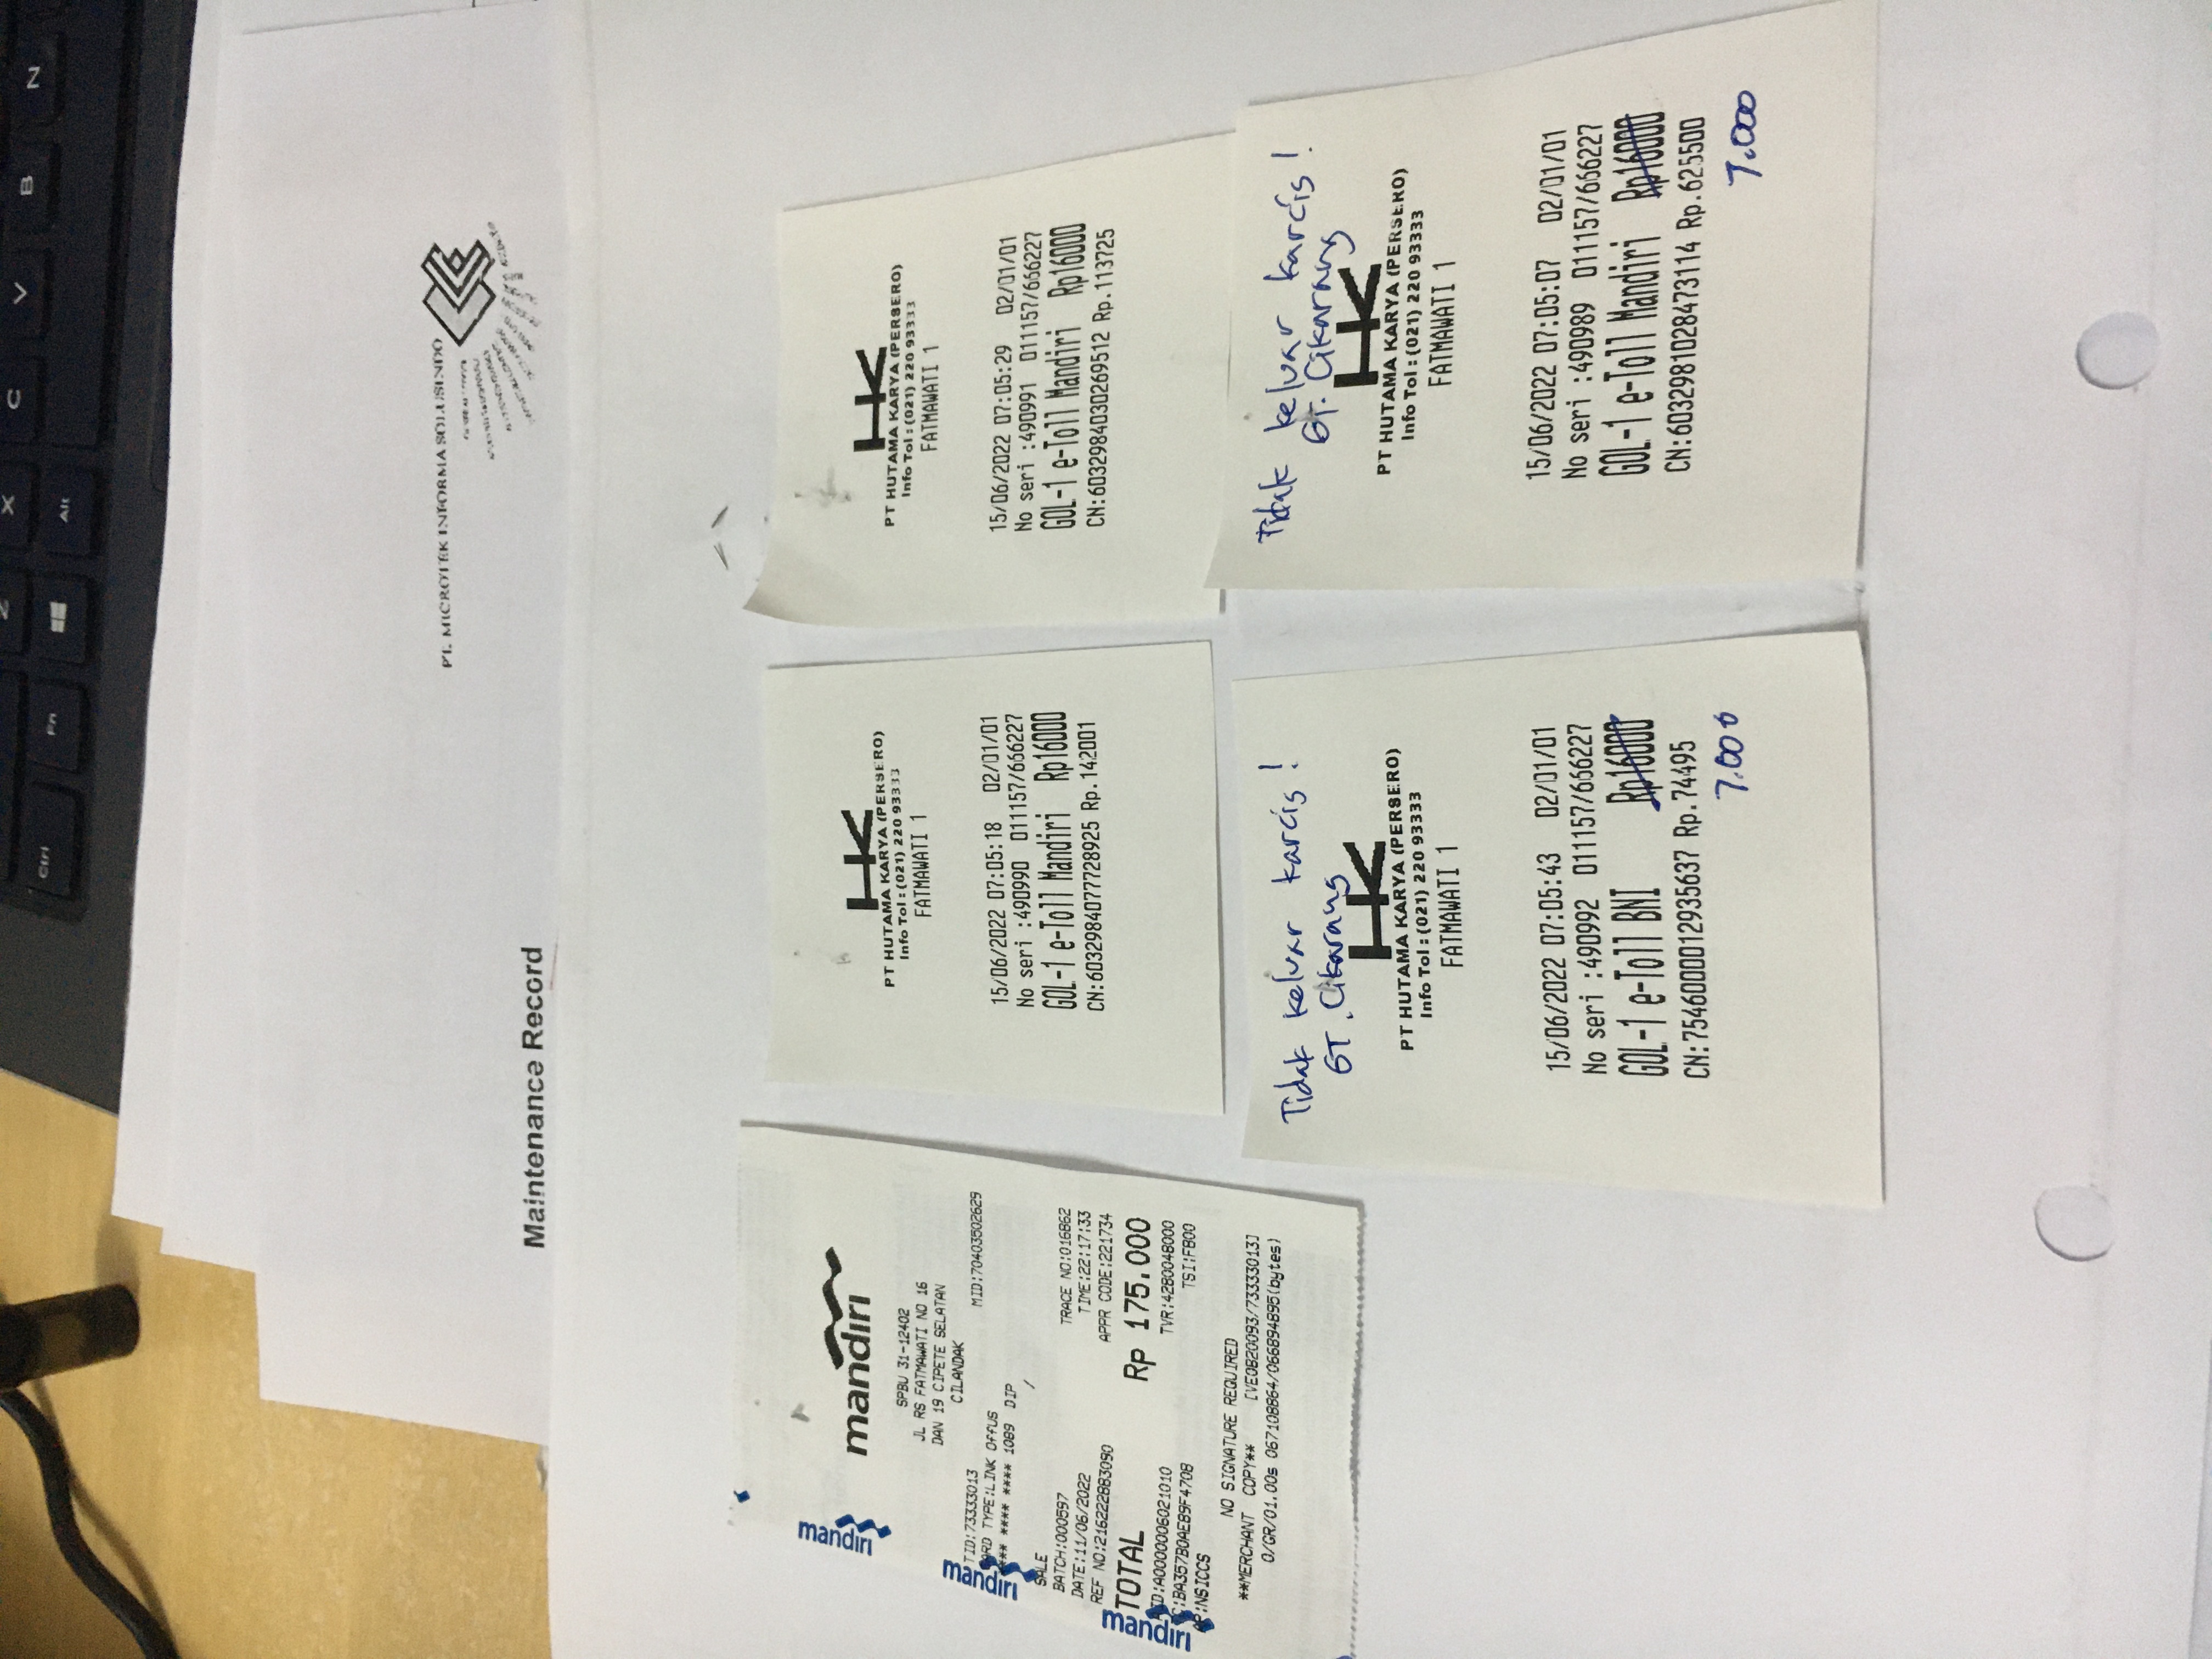 Ctrl Fn Alt Z X C V B N
PT. MICROTEK INFORMA SOLUSINDO
Maintenance Record
mandiri
mandiri
mandiri
mandiri
SPBU 31-12402
JL RS FATMAWATI NO 16
DAN 19 CIPETE SELATAN
CILANDAK
TID:73333013 MID:70403502629
CARD TYPE:LINK OffUS
**** **** **** 1089 DIP
/
SALE
BATCH:000597 TRACE NO:016862
DATE:11/06/2022 TIME:22:17:33
REF NO:216222883090 APPR CODE:221734
TOTAL Rp 175.000
AID:A0000006021010 TVR:4280048000
:BA357B0AE89F4708 TSI:F800
:NSICCS
NO SIGNATURE REQUIRED
**MERCHANT COPY** [VE0B20093/73333013]
0/GR/01.00s 067108864/066894895(bytes)
HK
PT HUTAMA KARYA (PERSERO)
Info Tol : (021) 220 93333
FATMAWATI 1
15/06/2022 07:05:18 02/01/01
No seri :490990 011157/666227
GOL-1 e-Toll Mandiri Rp16000
CN:6032984077728925 Rp.142001
HK
PT HUTAMA KARYA (PERSERO)
Info Tol : (021) 220 93333
FATMAWATI 1
15/06/2022 07:05:29 02/01/01
No seri :490991 011157/666227
GOL-1 e-Toll Mandiri Rp16000
CN:6032984030269512 Rp.113725
Tidak keluar karcis!
GT. Cikarang
HK
PT HUTAMA KARYA (PERSERO)
Info Tol : (021) 220 93333
FATMAWATI 1
15/06/2022 07:05:43 02/01/01
No seri :490992 011157/666227
GOL-1 e-Toll BNI Rp16000
CN:7546000012935637 Rp.74495
7.000
Tidak keluar karcis!
GT. Cikarang
HK
PT HUTAMA KARYA (PERSERO)
Info Tol : (021) 220 93333
FATMAWATI 1
15/06/2022 07:05:07 02/01/01
No seri :490989 011157/666227
GOL-1 e-Toll Mandiri Rp16000
CN:6032981028473114 Rp.625500
7.000